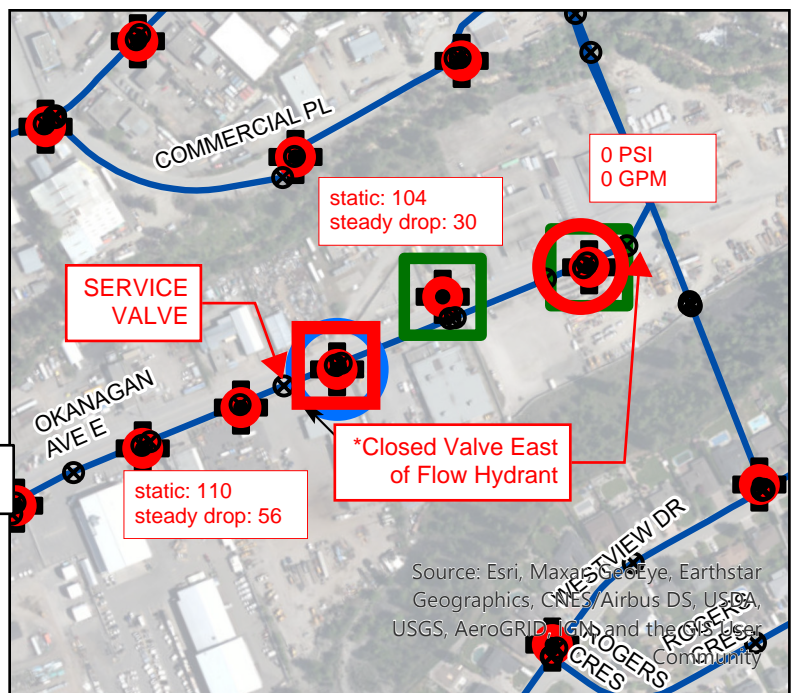 COMMERCIAL PL
0 PSI
0 GPM
static: 104
steady drop: 30
SERVICE
VALVE
OKANAGAN
AVE E
*Closed Valve East
of Flow Hydrant
static: 110
steady drop: 56
WESTVIEW DR
Source: Esri, Maxar, GeoEye, Earthstar
Geographics, CNES/Airbus DS, USDA,
USGS, AeroGRID, IGN, and the GIS User
Community
ROGERS
CRES
ROGERS
CRES